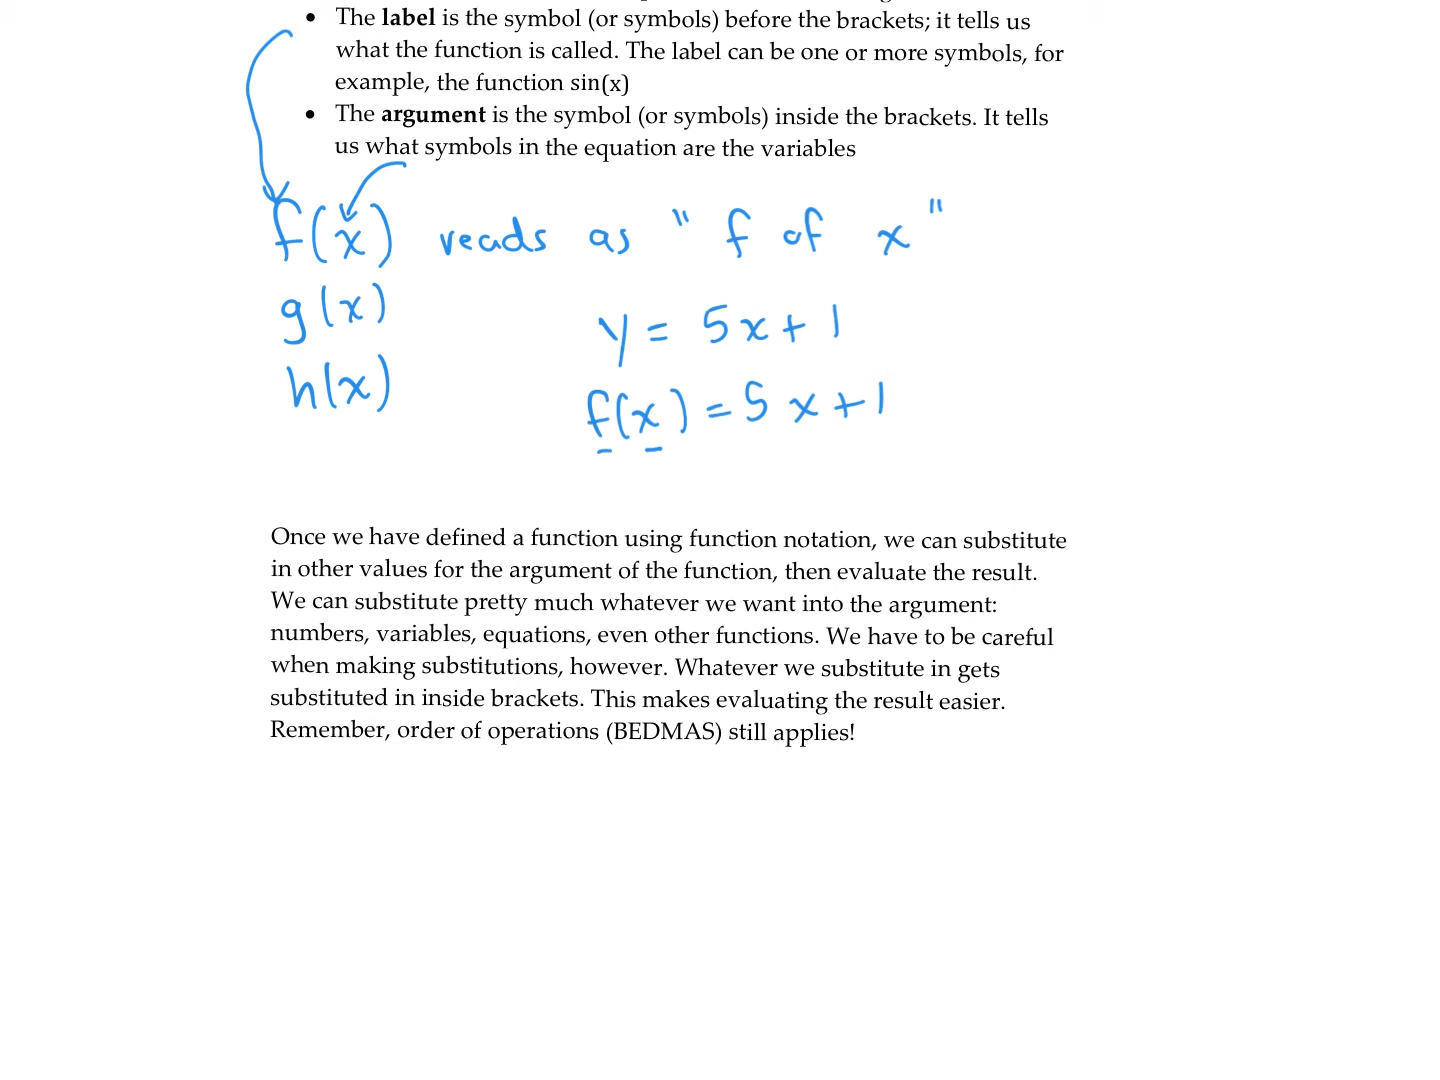 The label is the symbol (or symbols) before the brackets; it tells us
what the function is called. The label can be one or more symbols, for
example, the function sin(x)
The argument is the symbol (or symbols) inside the brackets. It tells
us what symbols in the equation are the variables
f(x) reads as "f of x"
g(x)
y = 5x + 1
h(x)
f(x) = 5x + 1
Once we have defined a function using function notation, we can substitute
in other values for the argument of the function, then evaluate the result.
We can substitute pretty much whatever we want into the argument:
numbers, variables, equations, even other functions. We have to be careful
when making substitutions, however. Whatever we substitute in gets
substituted in inside brackets. This makes evaluating the result easier.
Remember, order of operations (BEDMAS) still applies!